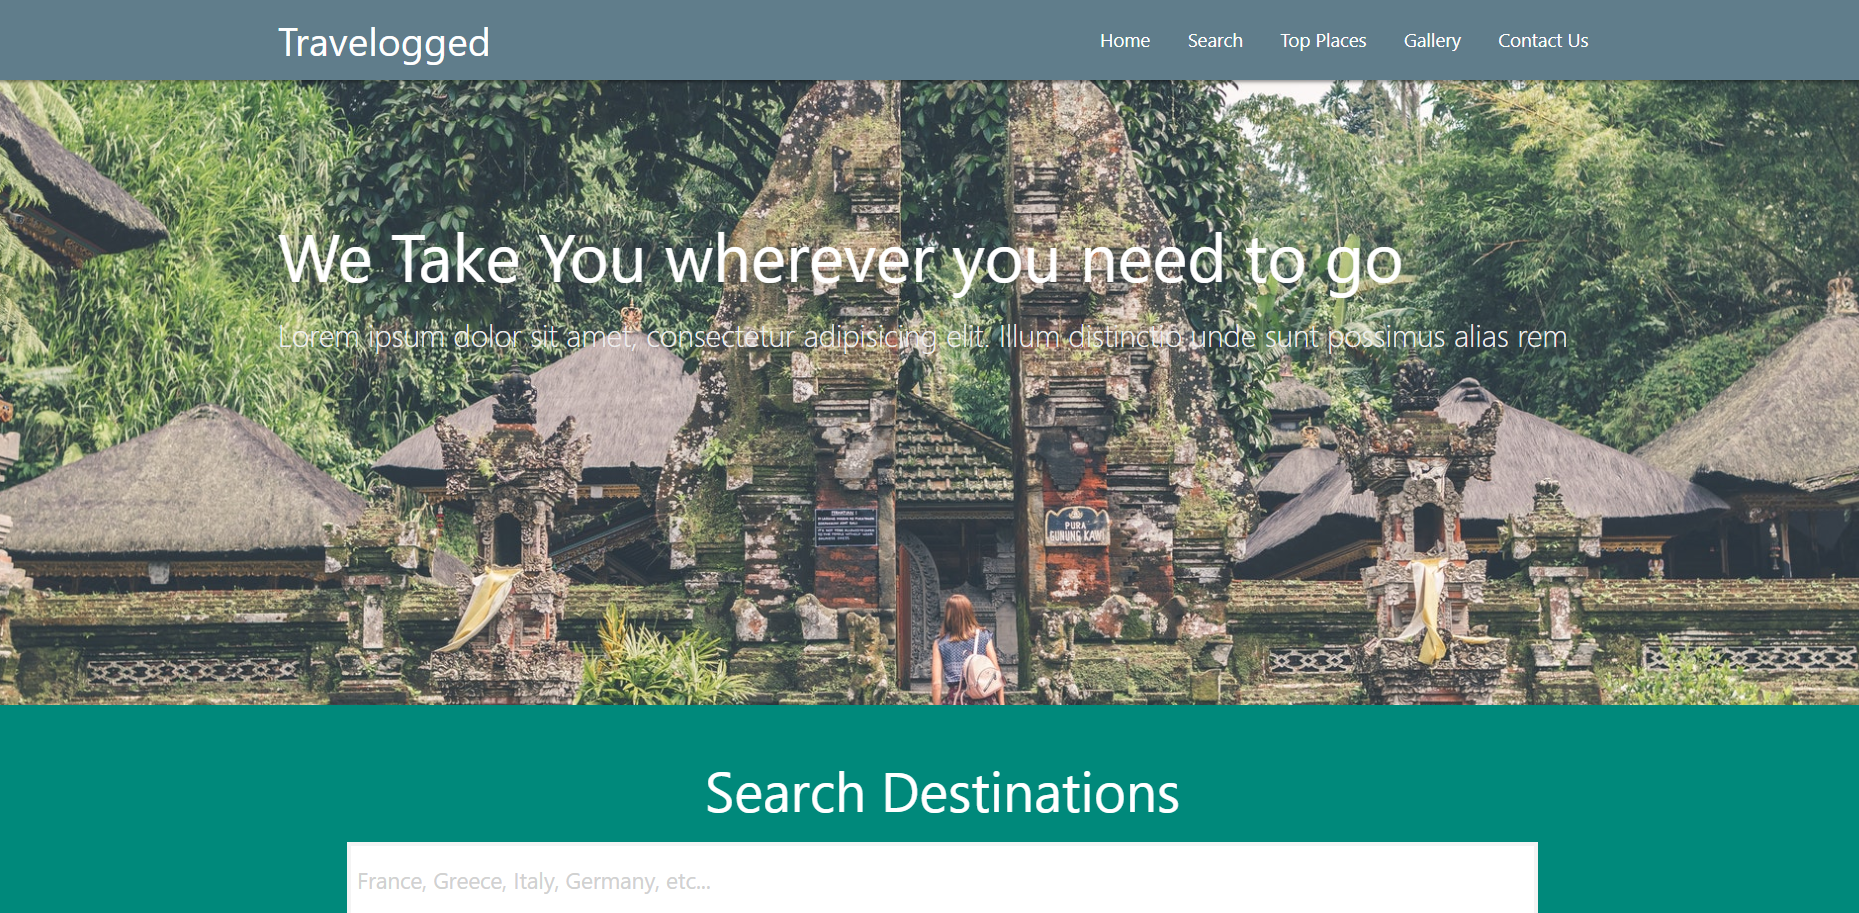 Travelogged
Home
Search
Top Places
Gallery
Contact Us
We Take You wherever you need to go
Lorem ipsum dolor sit amet, consectetur adipisicing elit. Illum distinctio unde sunt possimus alias rem
PURA
GUNUNG KAWI
Search Destinations
France, Greece, Italy, Germany, etc...